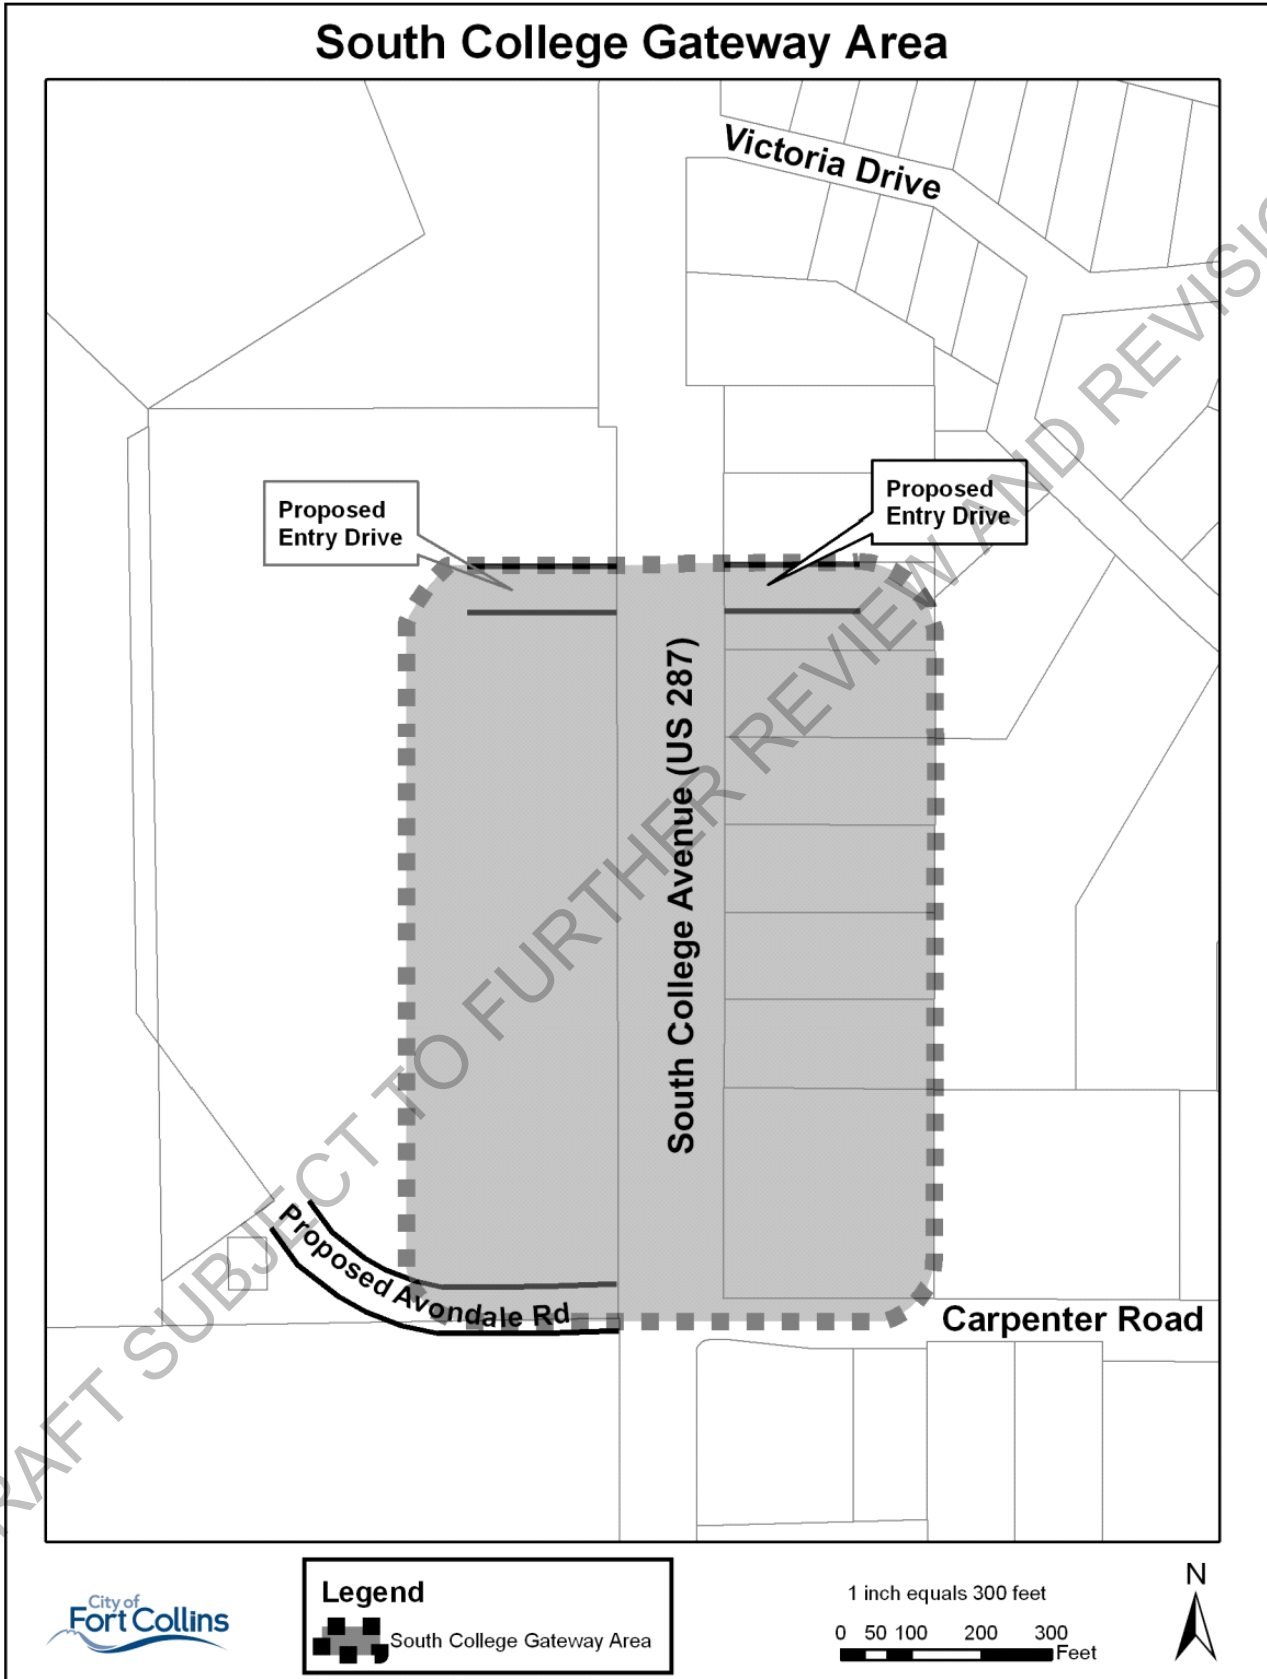 South College Gateway Area
Victoria Drive
Proposed
Entry Drive
Proposed
Entry Drive
South College Avenue (US 287)
Proposed Avondale Rd
Carpenter Road
RAFT SUBJECT TO FURTHER REVIEW AND REVISIO
City of
Fort Collins
Legend
South College Gateway Area
1 inch equals 300 feet
0 50 100 200 300
Feet
N